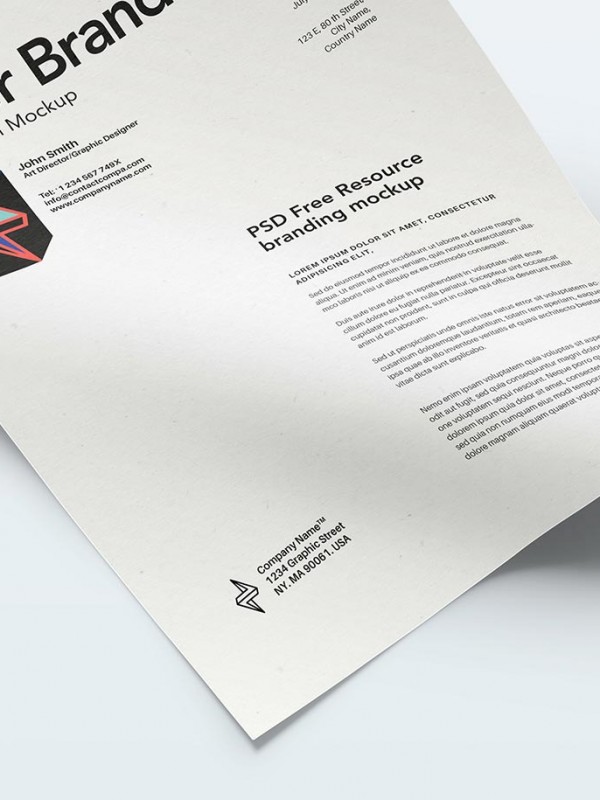 r Brand
Mockup
July
123 E, 80 th Street
City Name,
Country Name
John Smith
Art Director/Graphic Designer
Tel: 1 234 567 749X
info@contactcompa.com
www.companyname.com
PSD Free Resource
branding mockup
LOREM IPSUM DOLOR SIT AMET, CONSECTETUR
ADIPISICING ELIT,
Sed do eiusmod tempor incididunt ut labore et dolore magna
aliqua. Ut enim ad minim veniam, quis nostrud exercitation ulla-
mco laboris nisi ut aliquip ex ea commodo consequat.
Duis aute irure dolor in reprehenderit in voluptate velit esse
cillum dolore eu fugiat nulla pariatur. Excepteur sint occaecat
cupidatat non proident, sunt in culpa qui officia deserunt mollit
anim id est laborum.
Sed ut perspiciatis unde omnis iste natus error sit voluptatem ac
cusantium doloremque laudantium, totam rem aperiam, eaque
ipsa quae ab illo inventore veritatis et quasi architecto beatae
vitae dicta sunt explicabo.
Nemo enim ipsam voluptatem quia voluptas sit aspe
odit aut fugit, sed quia consequuntur magni dolor
one voluptatem sequi nesciunt. Neque porro qu
dolorem ipsum quia dolor sit amet, consectet
sed quia non numquam eius modi tempora
dolore magnam aliquam quaerat volupt
Company Name™
1234 Graphic Street
NY. MA 90061. USA